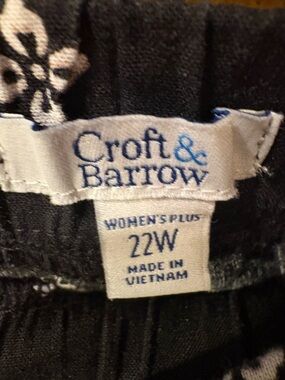 Croft &
Barrow
WOMEN'S PLUS
22W
MADE IN
VIETNAM